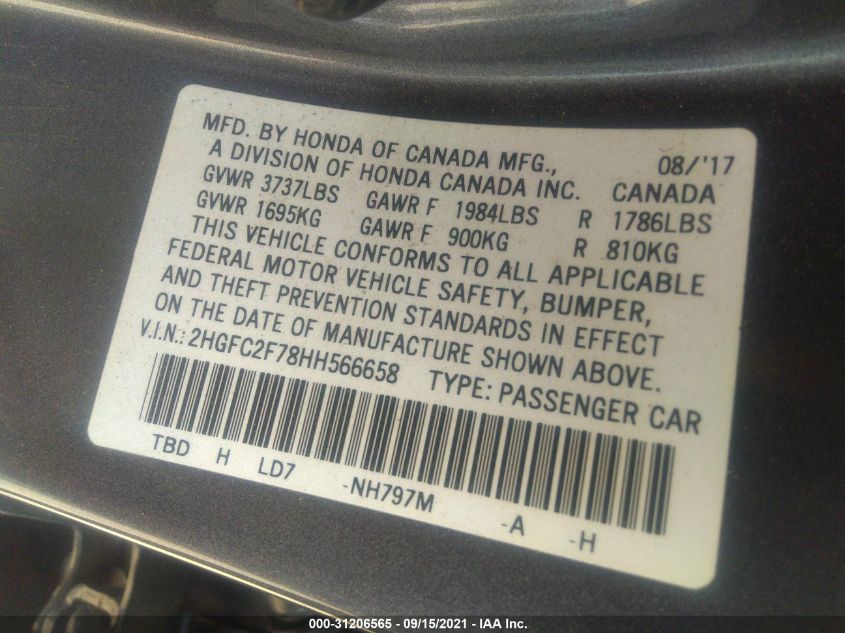 MFD. BY HONDA OF CANADA MFG., 08/'17
A DIVISION OF HONDA CANADA INC. CANADA
GVWR 3737LBS GAWR F 1984LBS R 1786LBS
GVWR 1695KG GAWR F 900KG R 810KG
THIS VEHICLE CONFORMS TO ALL APPLICABLE
FEDERAL MOTOR VEHICLE SAFETY, BUMPER,
AND THEFT PREVENTION STANDARDS IN EFFECT
ON THE DATE OF MANUFACTURE SHOWN ABOVE.
V.I.N.: 2HGFC2F78HH566658 TYPE: PASSENGER CAR
TBD H LD7 -NH797M -A -H
000-31206565 - 09/15/2021 - IAA Inc.